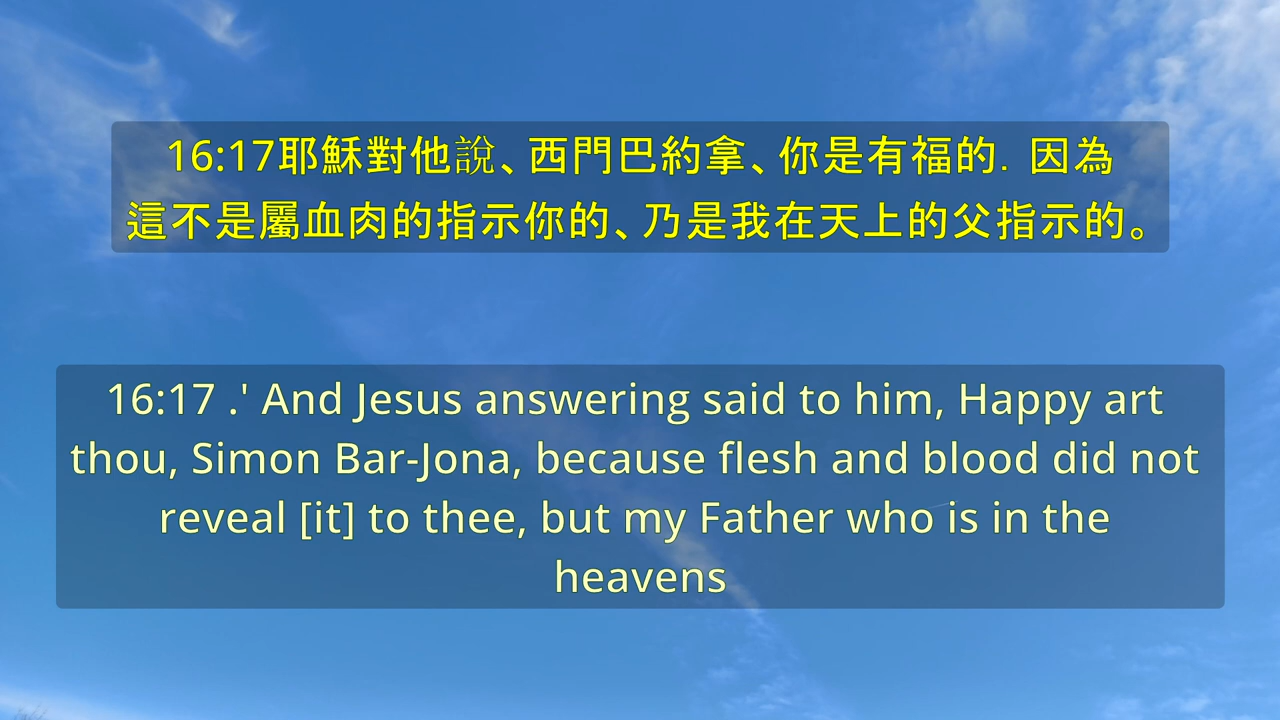 16:17耶穌對他說、西門巴約拿、你是有福的．因為
這不是屬血肉的指示你的、乃是我在天上的父指示的。
16:17 .' And Jesus answering said to him, Happy art
thou, Simon Bar-Jona, because flesh and blood did not
reveal [it] to thee, but my Father who is in the
heavens